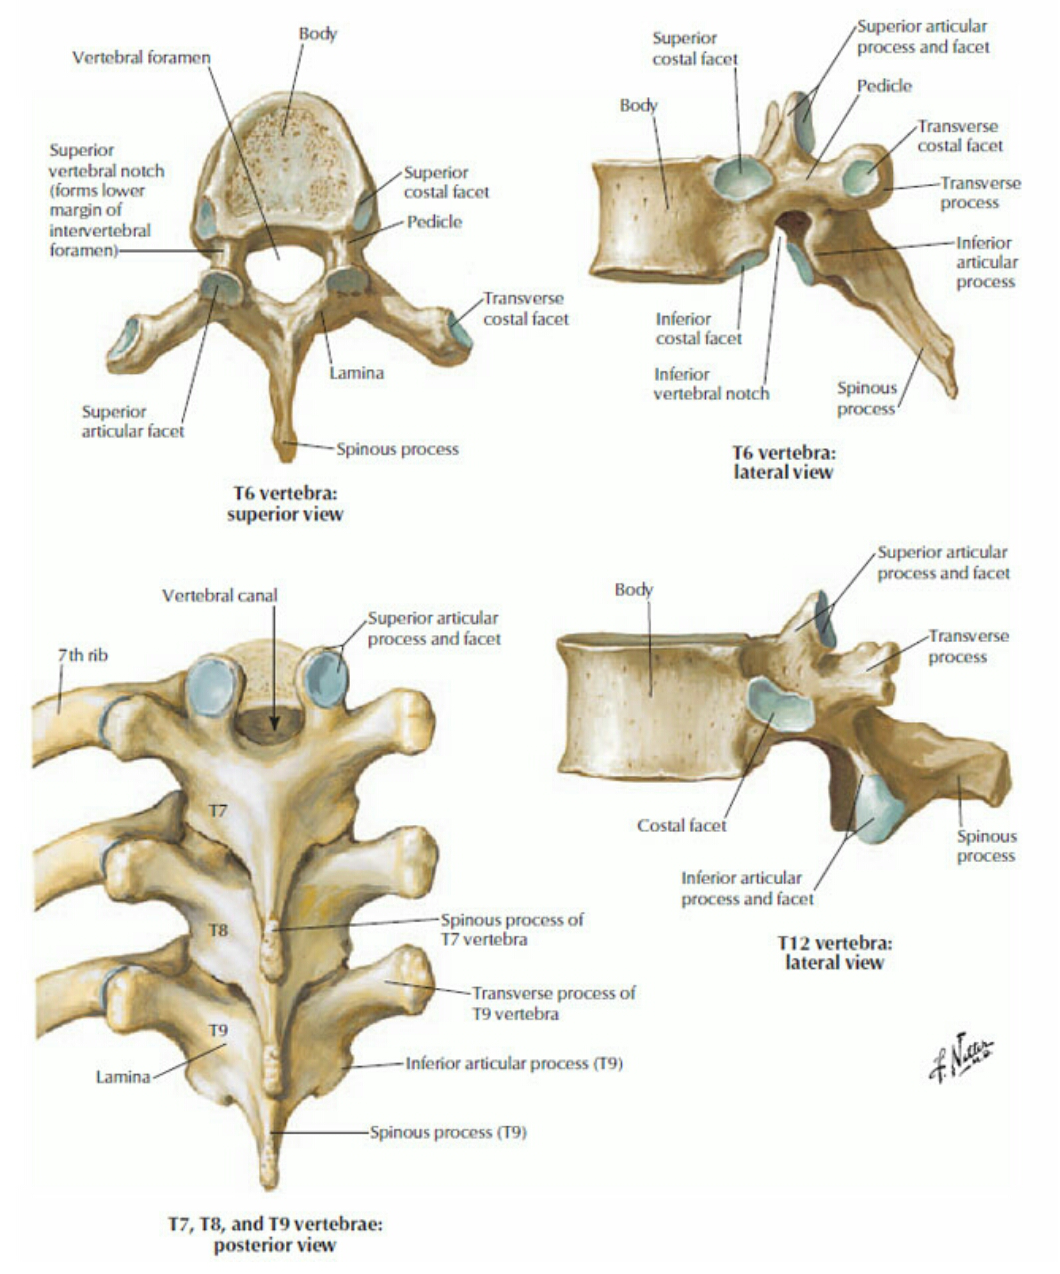 Body
Vertebral foramen
Superior
vertebral notch
(forms lower
margin of
intervertebral
foramen)
Superior
costal facet
Pedicle
Transverse
costal facet
Lamina
Superior
articular facet
Spinous process
T6 vertebra:
superior view
Superior articular
process and facet
Superior
costal facet
Pedicle
Body
Transverse
costal facet
Transverse
process
Inferior
articular
process
Inferior
costal facet
Inferior
vertebral notch
Spinous
process
T6 vertebra:
lateral view
Vertebral canal
Superior articular
process and facet
7th rib
T7
T8
Spinous process of
T7 vertebra
Transverse process of
T9 vertebra
T9
Lamina
Inferior articular process (T9)
Spinous process (T9)
T7, T8, and T9 vertebrae:
posterior view
Superior articular
process and facet
Body
Transverse
process
Costal facet
Spinous
process
Inferior articular
process and facet
T12 vertebra:
lateral view
F. Netter
M.D.